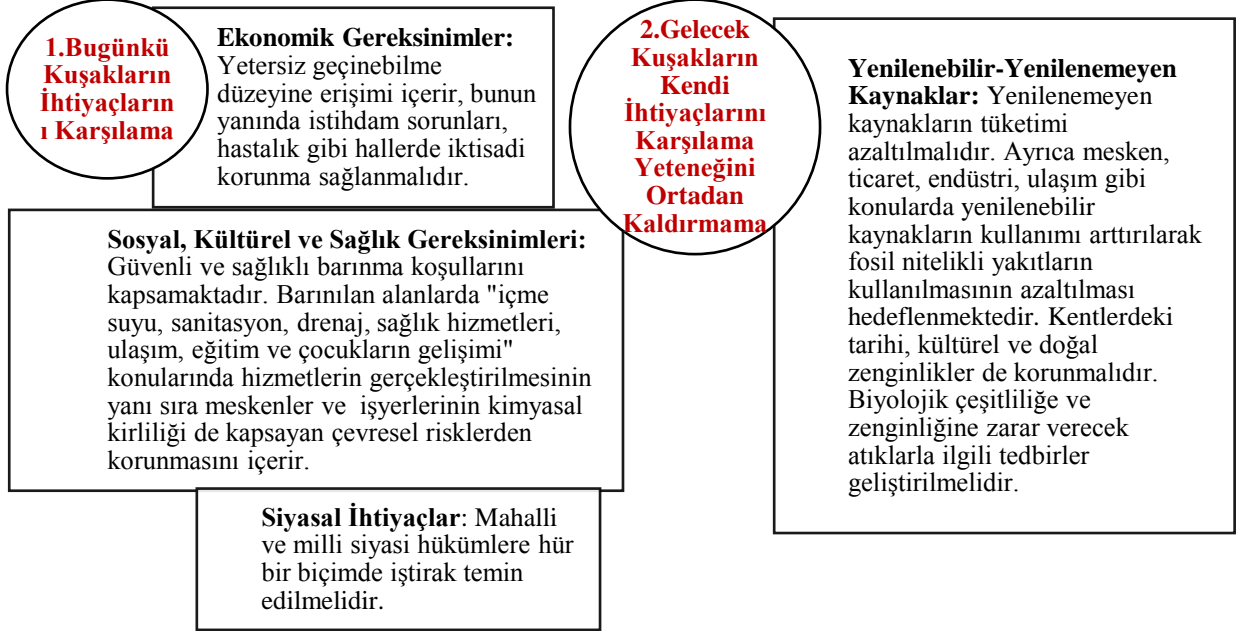 1.Bugünkü
Kuşakların
İhtiyaçların
ı Karşılama
Ekonomik Gereksinimler:
Yetersiz geçinebilme
düzeyine erişimi içerir, bunun
yanında istihdam sorunları,
hastalık gibi hallerde iktisadi
korunma sağlanmalıdır.
Sosyal, Kültürel ve Sağlık Gereksinimleri:
Güvenli ve sağlıklı barınma koşullarını
kapsamaktadır. Barınılan alanlarda "içme
suyu, sanitasyon, drenaj, sağlık hizmetleri,
ulaşım, eğitim ve çocukların gelişimi"
konularında hizmetlerin gerçekleştirilmesinin
yanı sıra meskenler ve işyerlerinin kimyasal
kirliliği de kapsayan çevresel risklerden
korunmasını içerir.
Siyasal İhtiyaçlar: Mahalli
ve milli siyasi hükümlere hür
bir biçimde iştirak temin
edilmelidir.
2.Gelecek
Kuşakların
Kendi
İhtiyaçlarını
Karşılama
Yeteneğini
Ortadan
Kaldırmama
Yenilenebilir-Yenilenemeyen
Kaynaklar: Yenilenemeyen
kaynakların tüketimi
azaltılmalıdır. Ayrıca mesken,
ticaret, endüstri, ulaşım gibi
konularda yenilenebilir
kaynakların kullanımı arttırılarak
fosil nitelikli yakıtların
kullanılmasının azaltılması
hedeflenmektedir. Kentlerdeki
tarihi, kültürel ve doğal
zenginlikler de korunmalıdır.
Biyolojik çeşitliliğe ve
zenginliğine zarar verecek
atıklarla ilgili tedbirler
geliştirilmelidir.